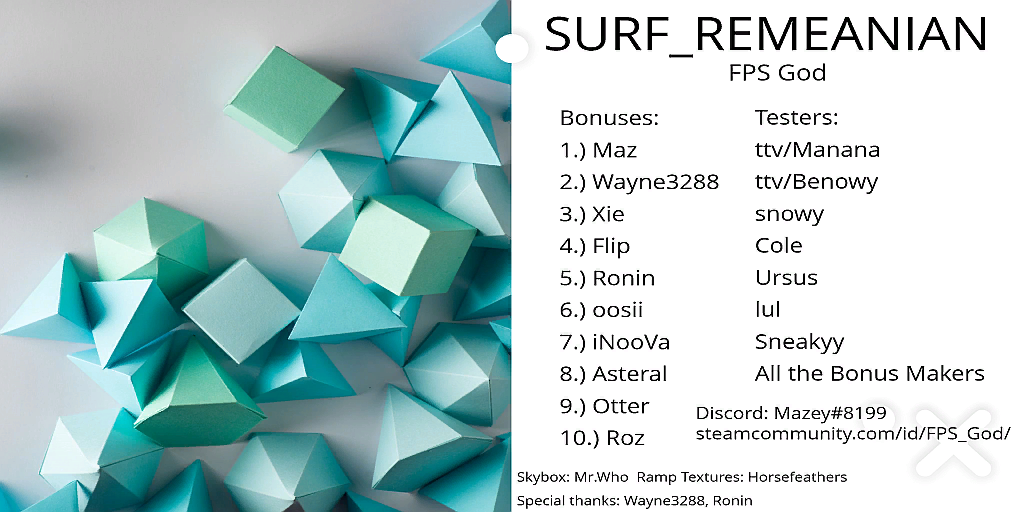 SURF_REMEANIAN
FPS God
Bonuses:
1.) Maz
2.) Wayne3288
3.) Xie
4.) Flip
5.) Ronin
6.) oosii
7.) iNooVa
8.) Asteral
9.) Otter
10.) Roz
Testers:
ttv/Manana
ttv/Benowy
snowy
Cole
Ursus
lul
Sneakyy
All the Bonus Makers
Discord: Mazey#8199
steamcommunity.com/id/FPS_God/
Skybox: Mr.Who Ramp Textures: Horsefeathers
Special thanks: Wayne3288, Ronin